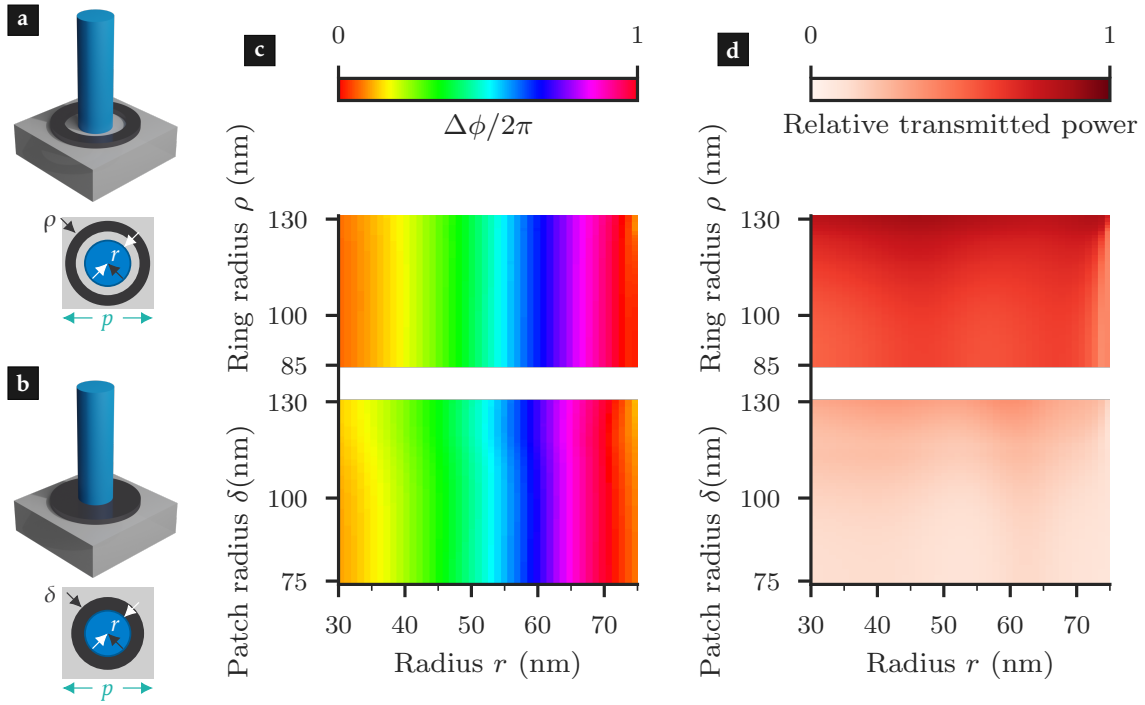 a
ρ
r
p
b
δ
r
p
c
0 1
Δϕ/2π
Ring radius ρ (nm)
130
100
85
Patch radius δ(nm)
130
100
75
30 40 50 60 70
Radius r (nm)
d
0 1
Relative transmitted power
Ring radius ρ (nm)
130
100
85
Patch radius δ(nm)
130
100
75
30 40 50 60 70
Radius r (nm)